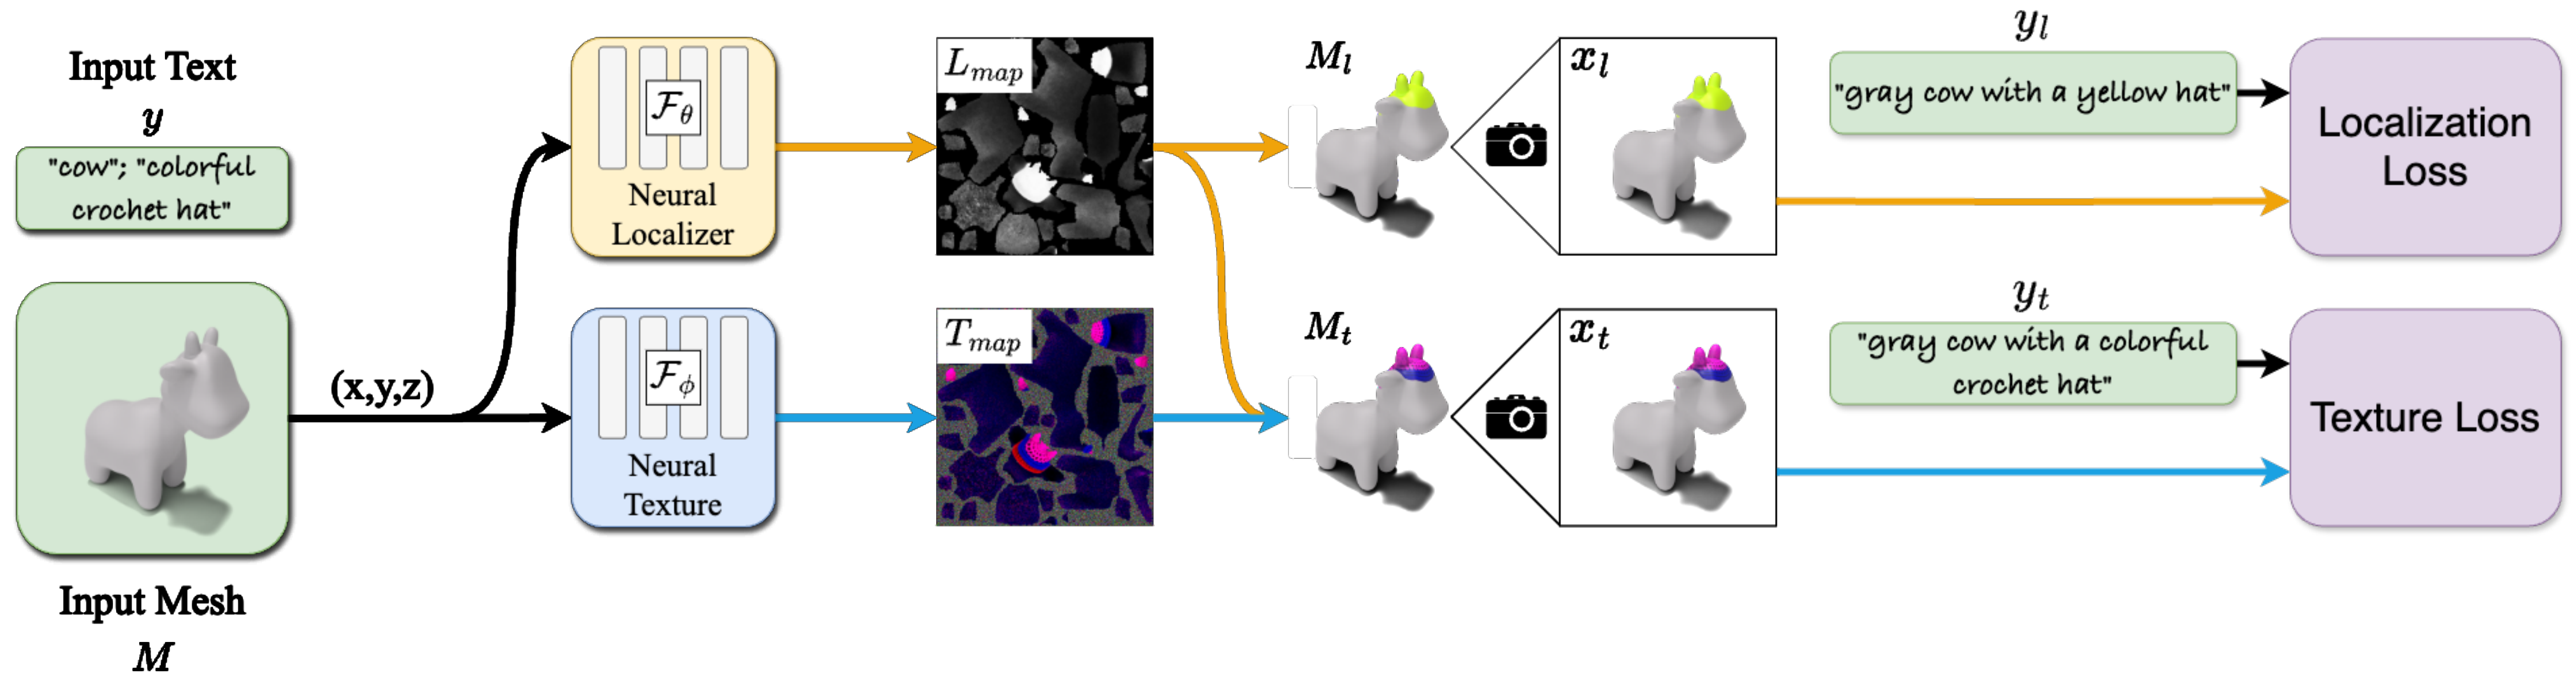 Input Text
y
"cow"; "colorful
crochet hat"
Input Mesh
M
(x,y,z)
ℱθ
Neural
Localizer
ℱϕ
Neural
Texture
Lmap
Tmap
Ml
xl
Mt
xt
yl
"gray cow with a yellow hat"
yt
"gray cow with a colorful
crochet hat"
Localization
Loss
Texture Loss